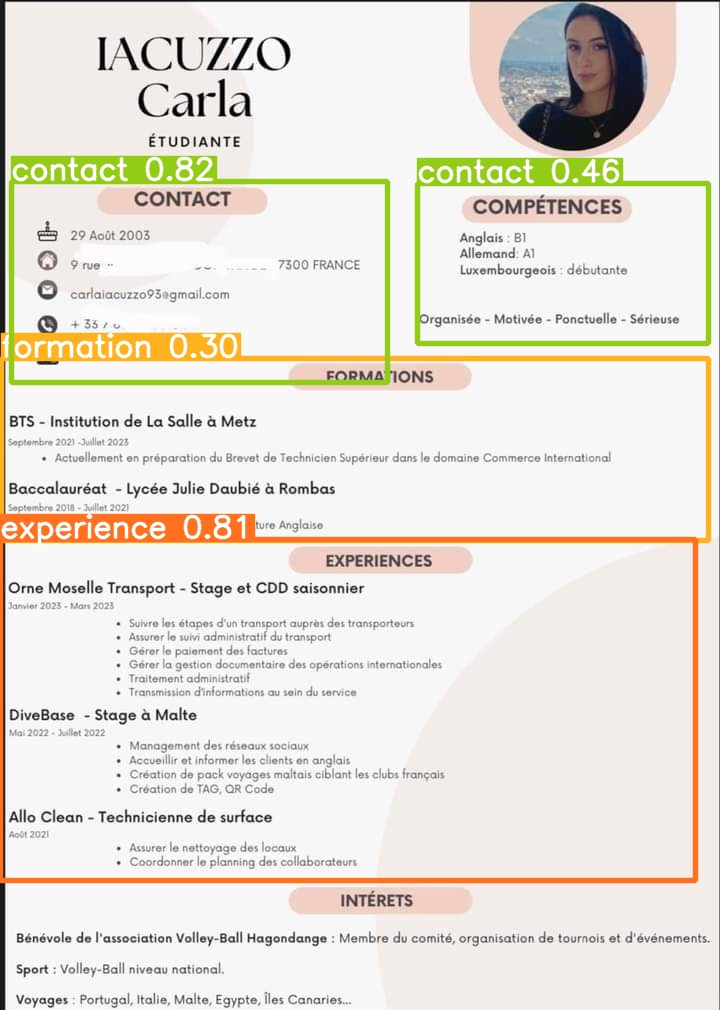 IACUZZO
Carla
ÉTUDIANTE
contact 0.82
CONTACT
29 Août 2003
9 rue
7300 FRANCE
carlaiacuzzo93@gmail.com
+ 33 7
contact 0.46
COMPÉTENCES
Anglais : B1
Allemand: A1
Luxembourgeois : débutante
Organisée - Motivée - Ponctuelle - Sérieuse
formation 0.30
FORMATIONS
BTS - Institution de La Salle à Metz
Septembre 2021 -Juillet 2023
• Actuellement en préparation du Brevet de Technicien Supérieur dans le domaine Commerce International
Baccalauréat - Lycée Julie Daubié à Rombas
Septembre 2018 - Juillet 2021
ture Anglaise
experience 0.81
EXPERIENCES
Orne Moselle Transport - Stage et CDD saisonnier
Janvier 2023 - Mars 2023
• Suivre les étapes d'un transport auprès des transporteurs
• Assurer le suivi administratif du transport
• Gérer le paiement des factures
• Gérer la gestion documentaire des opérations internationales
• Traitement administratif
• Transmission d'informations au sein du service
DiveBase - Stage à Malte
Mai 2022 - Juillet 2022
• Management des réseaux sociaux
• Accueillir et informer les clients en anglais
• Création de pack voyages maltais ciblant les clubs français
• Création de TAG, QR Code
Allo Clean - Technicienne de surface
Août 2021
• Assurer le nettoyage des locaux
• Coordonner le planning des collaborateurs
INTÉRETS
Bénévole de l'association Volley-Ball Hagondange : Membre du comité, organisation de tournois et d'événements.
Sport : Volley-Ball niveau national.
Voyages : Portugal, Italie, Malte, Egypte, Îles Canaries...